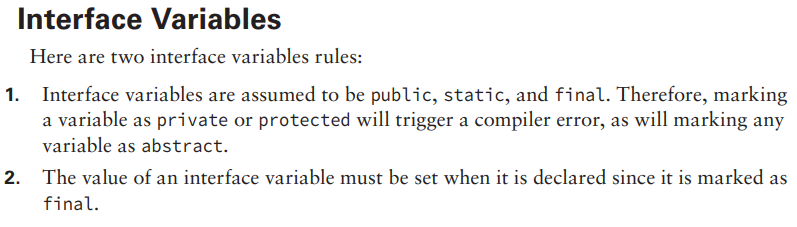 Interface Variables
Here are two interface variables rules:
1. Interface variables are assumed to be public, static, and final. Therefore, marking
a variable as private or protected will trigger a compiler error, as will marking any
variable as abstract.
2. The value of an interface variable must be set when it is declared since it is marked as
final.